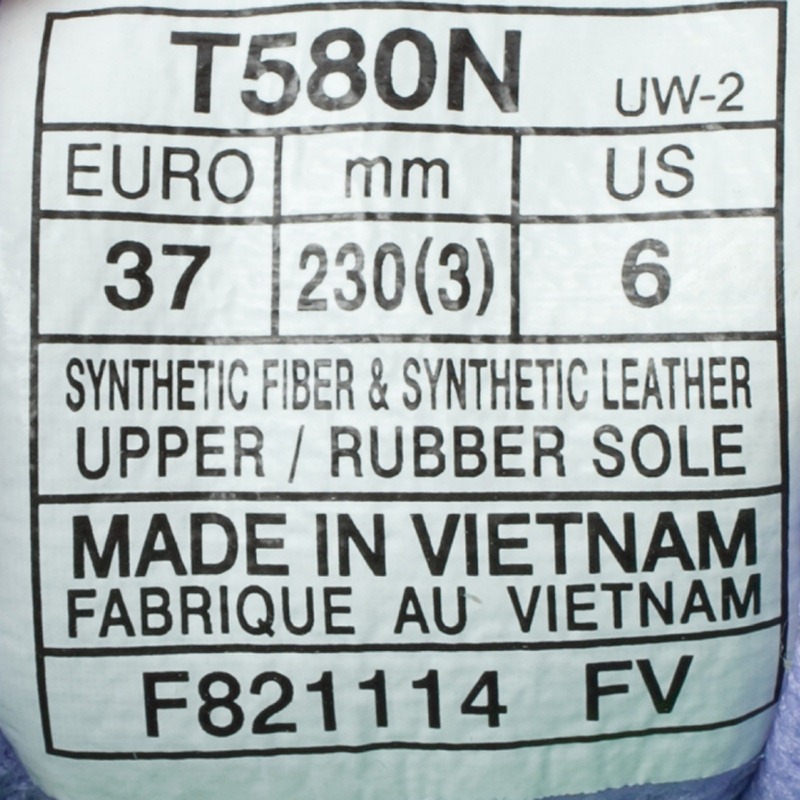 T580N UW-2
EURO mm US
37 230(3) 6
SYNTHETIC FIBER & SYNTHETIC LEATHER
UPPER / RUBBER SOLE
MADE IN VIETNAM
FABRIQUE AU VIETNAM
F821114 FV